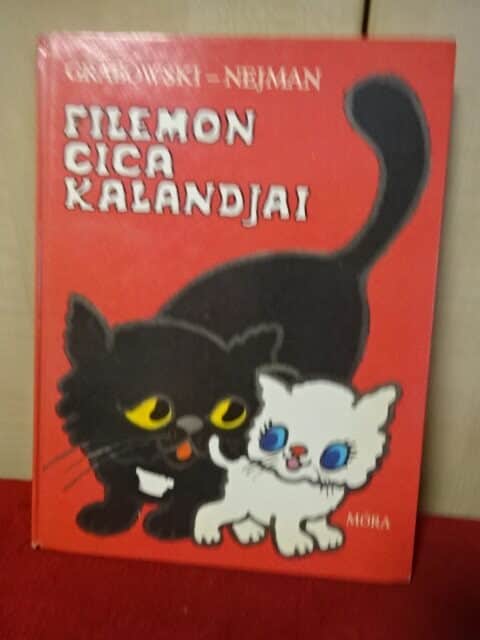 GRABOWSKI = NEJMAN
FILEMON
CICA
KALANDJAI
MÓRA